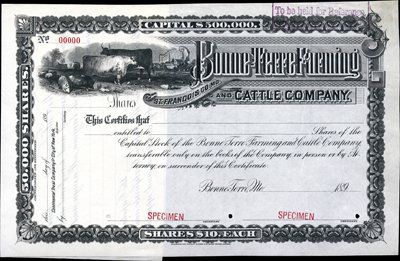 To be held for Reference
CAPITAL $500,000.
No 00000
Bonne Terre Farming
ST. FRANCOIS CO. MO.
AND CATTLE COMPANY.
Shares
This Certifies that
entitled to Shares of the
Capital Stock of the Bonne Terre Farming and Cattle Company,
transferable only on the books of the Company, in person or by At-
torney, on surrender of this Certificate.
Bonne Terre, Mo. 189
SPECIMEN SPECIMEN
SHARES $10. EACH
50,000 SHARES.